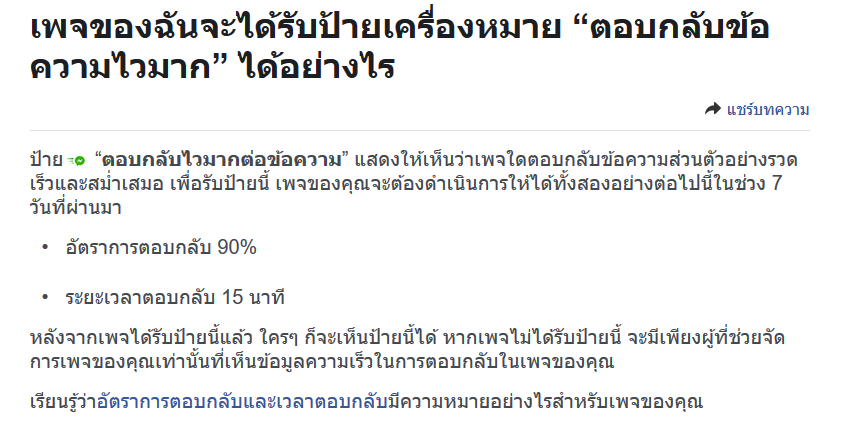 เพจของฉันจะได้รับป้ายเครื่องหมาย “ตอบกลับข้อ
ความไวมาก” ได้อย่างไร
แชร์บทความ
ป้าย “ตอบกลับไวมากต่อข้อความ” แสดงให้เห็นว่าเพจใดตอบกลับข้อความส่วนตัวอย่างรวด
เร็วและสม่ำเสมอ เพื่อรับป้ายนี้ เพจของคุณจะต้องดำเนินการให้ได้ทั้งสองอย่างต่อไปนี้ในช่วง 7
วันที่ผ่านมา
• อัตราการตอบกลับ 90%
• ระยะเวลาตอบกลับ 15 นาที
หลังจากเพจได้รับป้ายนี้แล้ว ใครๆ ก็จะเห็นป้ายนี้ได้ หากเพจไม่ได้รับป้ายนี้ จะมีเพียงผู้ที่ช่วยจัด
การเพจของคุณเท่านั้นที่เห็นข้อมูลความเร็วในการตอบกลับในเพจของคุณ
เรียนรู้ว่าอัตราการตอบกลับและเวลาตอบกลับมีความหมายอย่างไรสำหรับเพจของคุณ